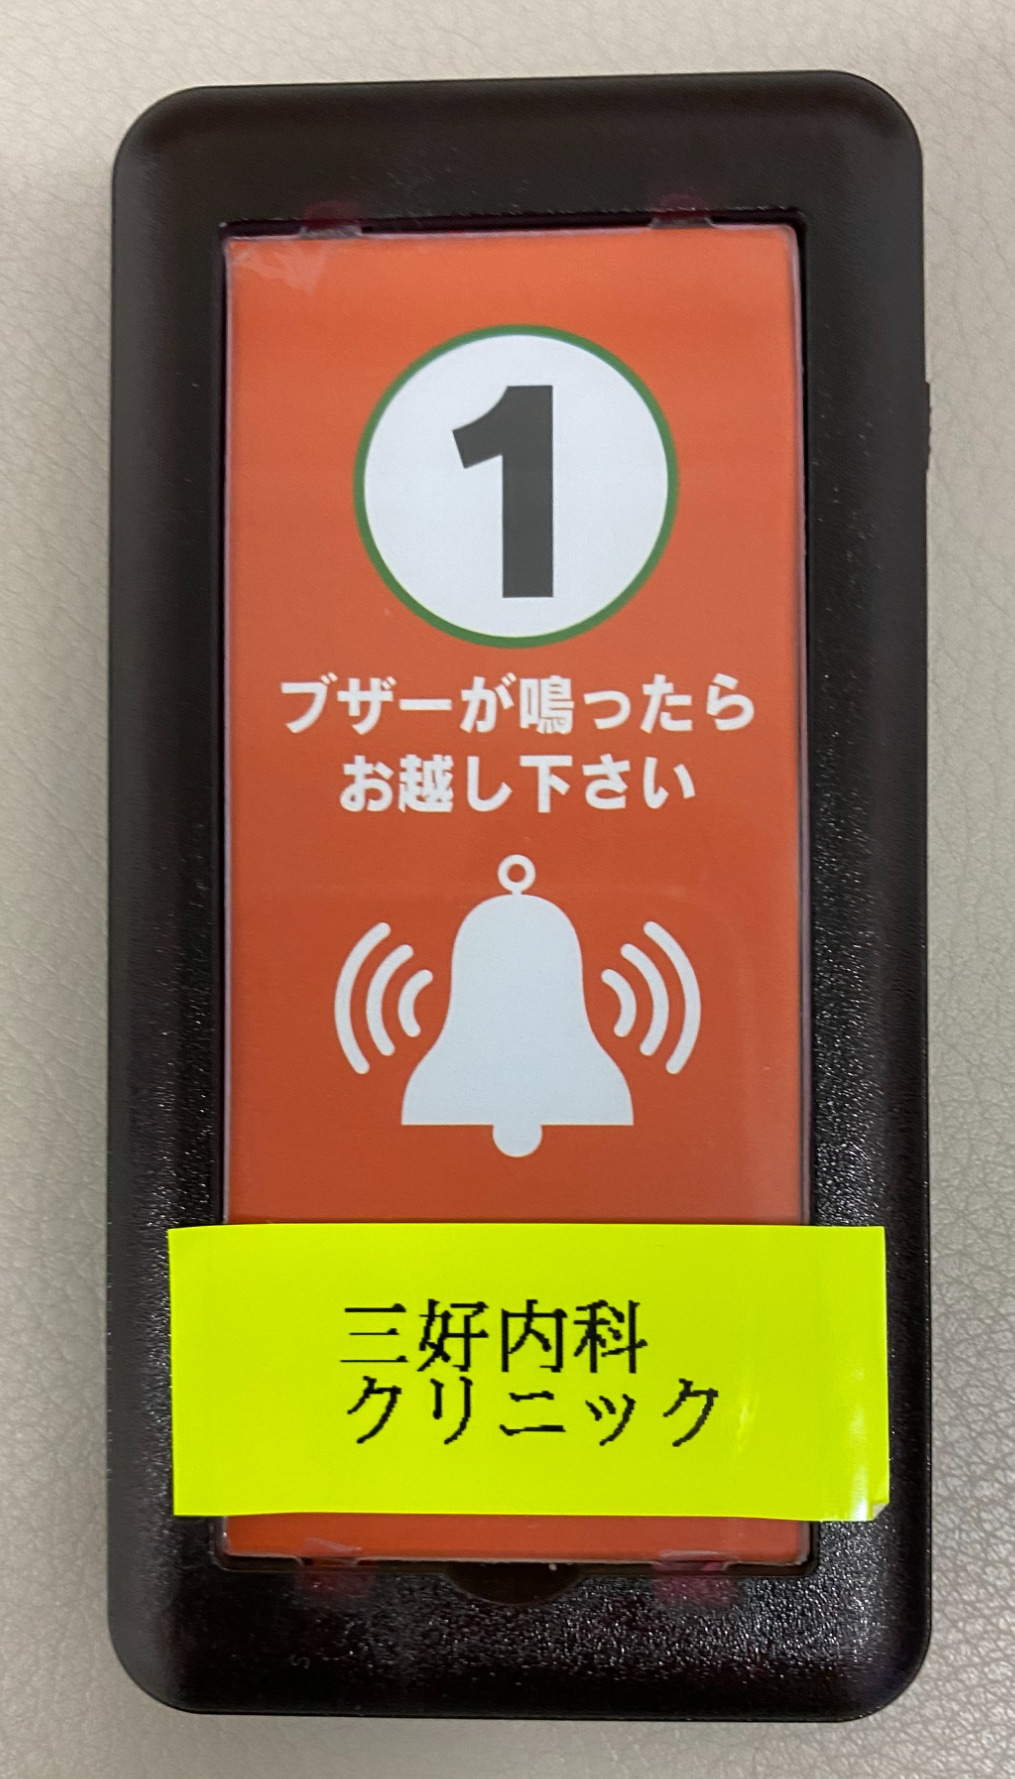 1
ブザーが鳴ったら
お越し下さい
三好内科
クリニック